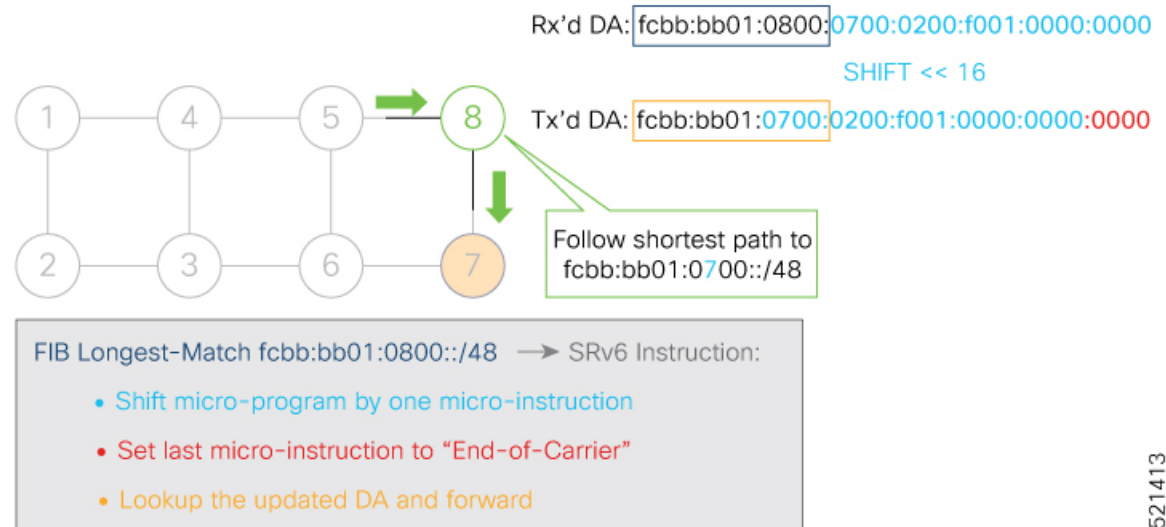 Rx'd DA: fcbb:bb01:0800:0700:0200:f001:0000:0000
SHIFT << 16
Tx'd DA: fcbb:bb01:0700:0200:f001:0000:0000:0000
1 4 5 8
2 3 6 7
Follow shortest path to
fcbb:bb01:0700::/48
FIB Longest-Match fcbb:bb01:0800::/48 → SRv6 Instruction:
• Shift micro-program by one micro-instruction
• Set last micro-instruction to “End-of-Carrier”
• Lookup the updated DA and forward
521413